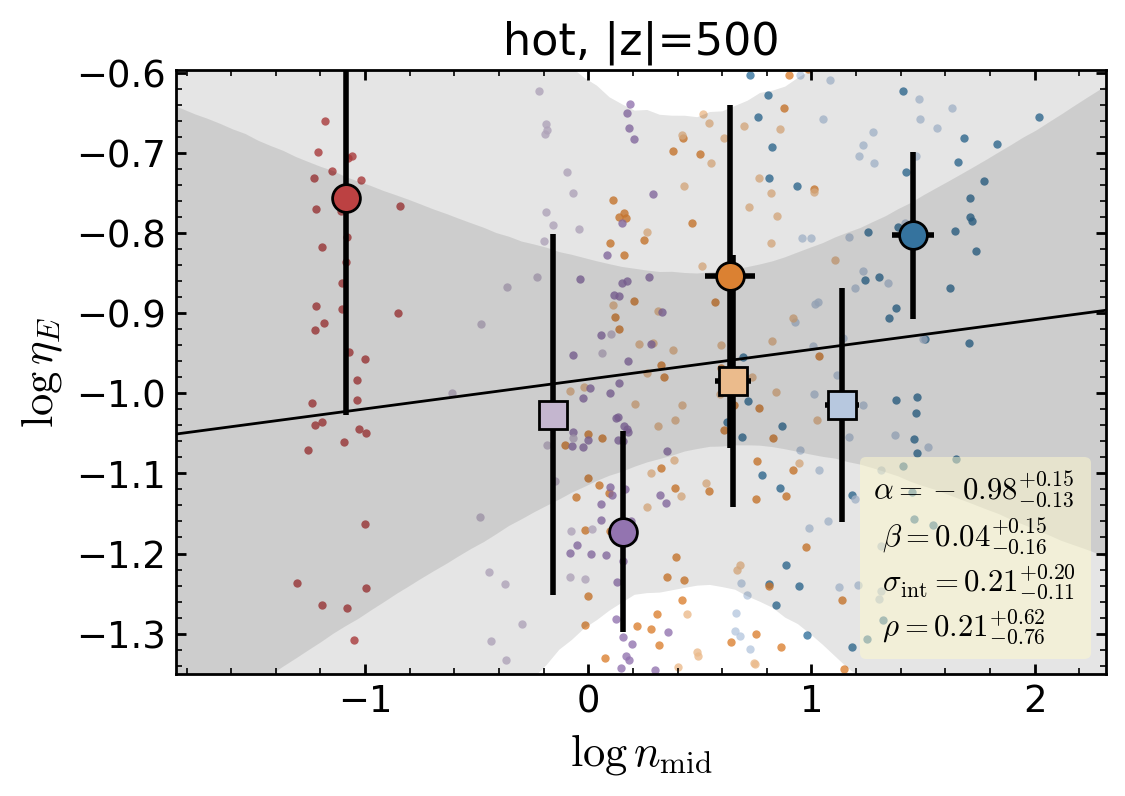 hot, |z|=500
−0.6
−0.7
−0.8
−0.9
−1.0
−1.1
−1.2
−1.3
log η_E
α = − 0.98^{+0.15}_{−0.13}
β = 0.04^{+0.15}_{−0.16}
σ_int = 0.21^{+0.20}_{−0.11}
ρ = 0.21^{+0.62}_{−0.76}
−1 0 1 2
log n_mid